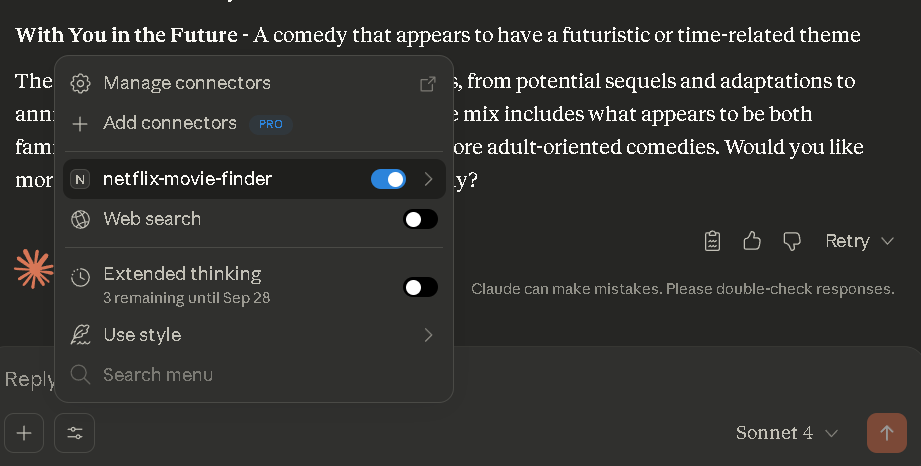 With You in the Future - A comedy that appears to have a futuristic or time-related theme
The s, from potential sequels and adaptations to
anni e mix includes what appears to be both
fami ore adult-oriented comedies. Would you like
mor y?
Manage connectors
Add connectors PRO
N netflix-movie-finder
Web search
Extended thinking
3 remaining until Sep 28
Use style
Search menu
Retry
Claude can make mistakes. Please double-check responses.
Reply
Sonnet 4